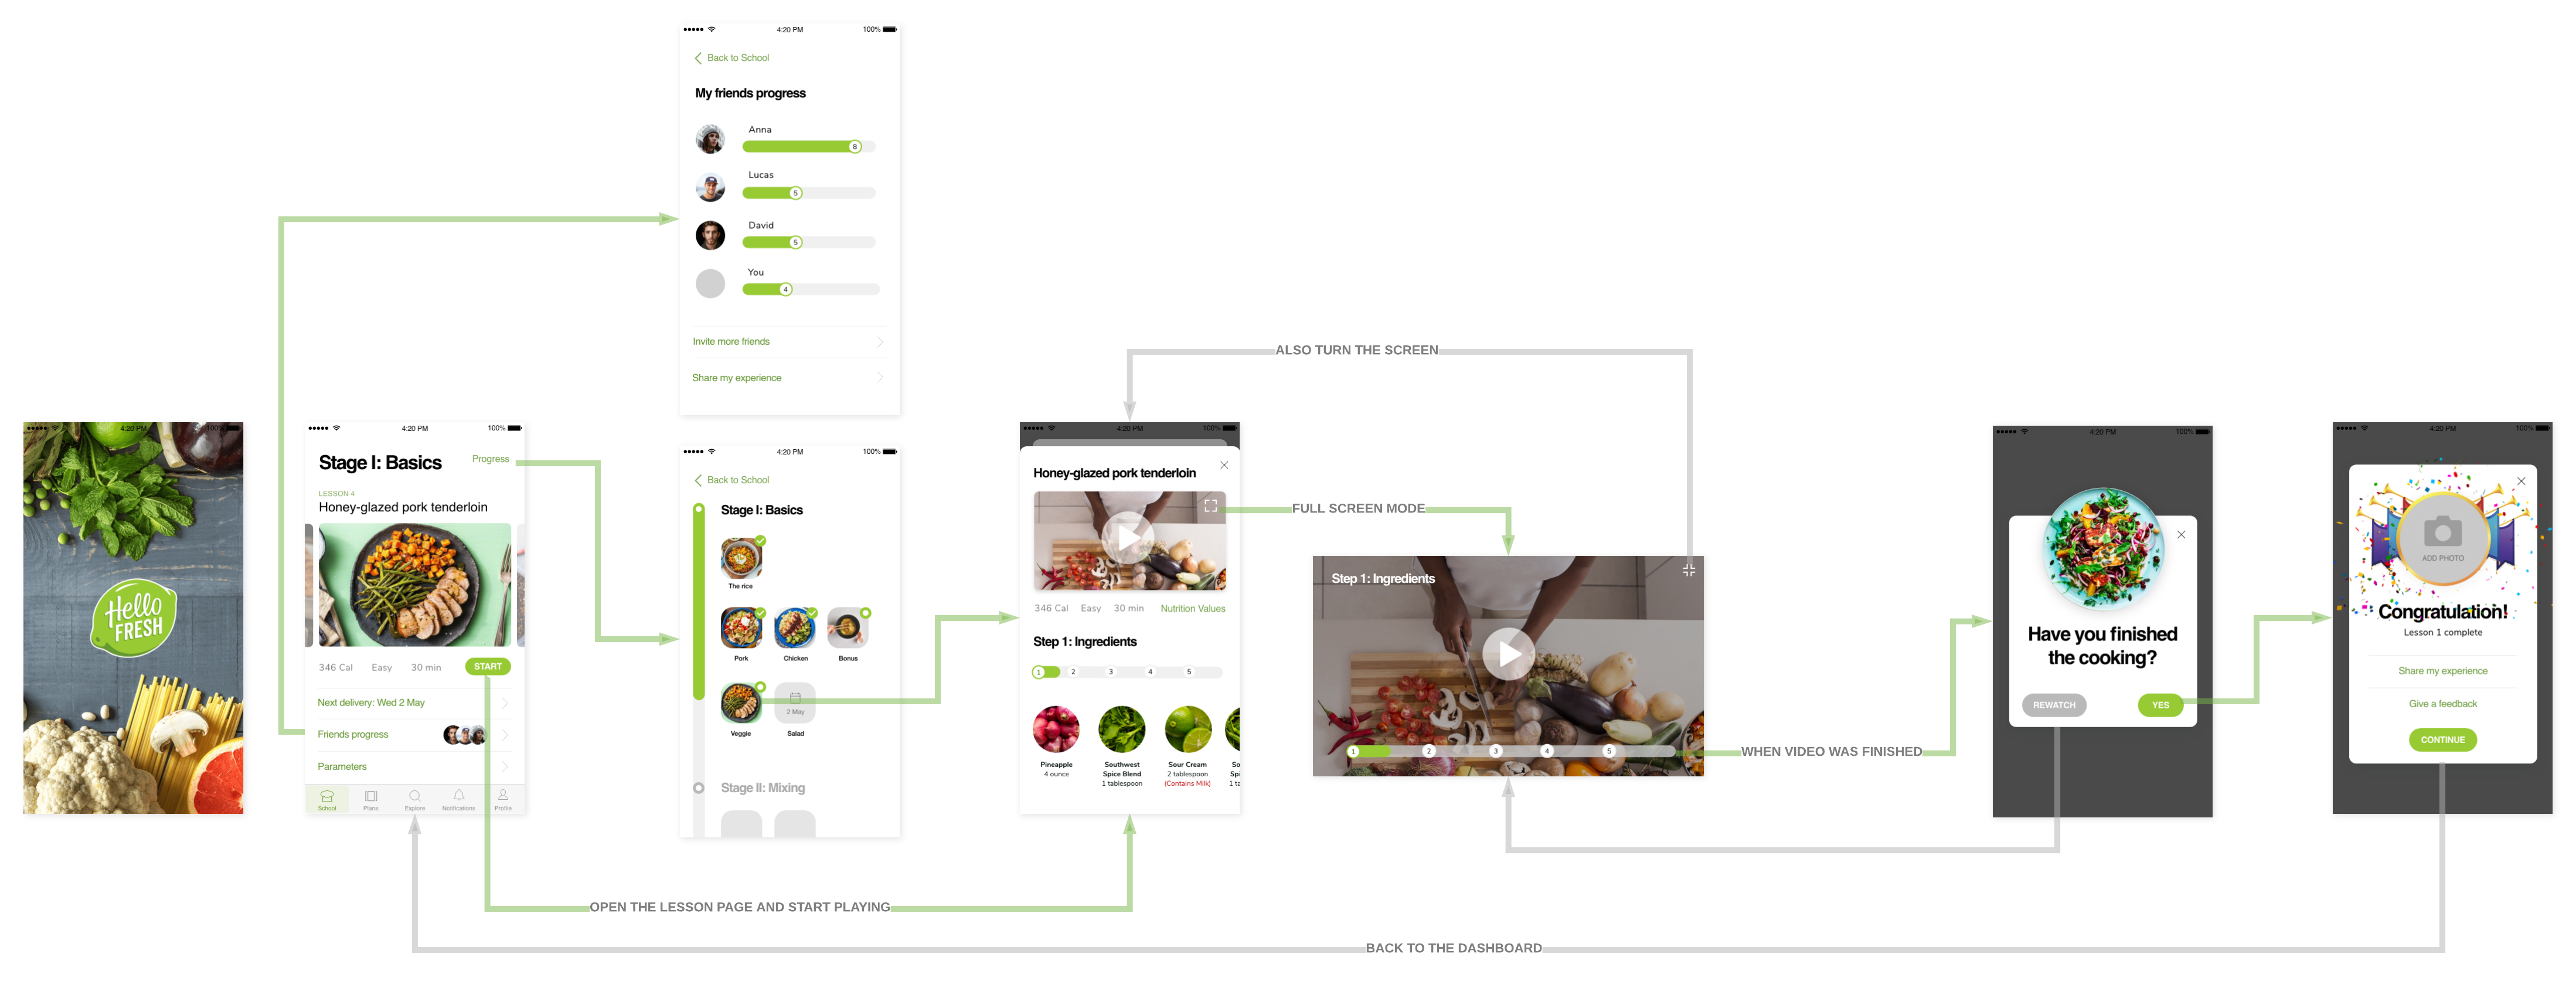 4:20 PM
100%
Hello
FRESH
4:20 PM
100%
Stage I: Basics
Progress
LESSON 4
Honey-glazed pork tenderloin
346 Cal Easy 30 min
START
Next delivery: Wed 2 May
Friends progress
Parameters
School
Plans
Explore
Notifications
Profile
4:20 PM
100%
Back to School
My friends progress
Anna
8
Lucas
5
David
5
You
4
Invite more friends
Share my experience
4:20 PM
100%
Back to School
Stage I: Basics
The rice
Pork
Chicken
Bonus
2 May
Veggie
Salad
Stage II: Mixing
4:20 PM
100%
Honey-glazed pork tenderloin
346 Cal Easy 30 min
Nutrition Values
Step 1: Ingredients
1 2 3 4 5
Pineapple
4 ounce
Southwest
Spice Blend
1 tablespoon
Sour Cream
2 tablespoon
(Contains Milk)
So
Spi
1 ta
ALSO TURN THE SCREEN
FULL SCREEN MODE
Step 1: Ingredients
1 2 3 4 5
WHEN VIDEO WAS FINISHED
4:20 PM
100%
Have you finished
the cooking?
REWATCH
YES
4:20 PM
100%
ADD PHOTO
Congratulation!
Lesson 1 complete
Share my experience
Give a feedback
CONTINUE
OPEN THE LESSON PAGE AND START PLAYING
BACK TO THE DASHBOARD